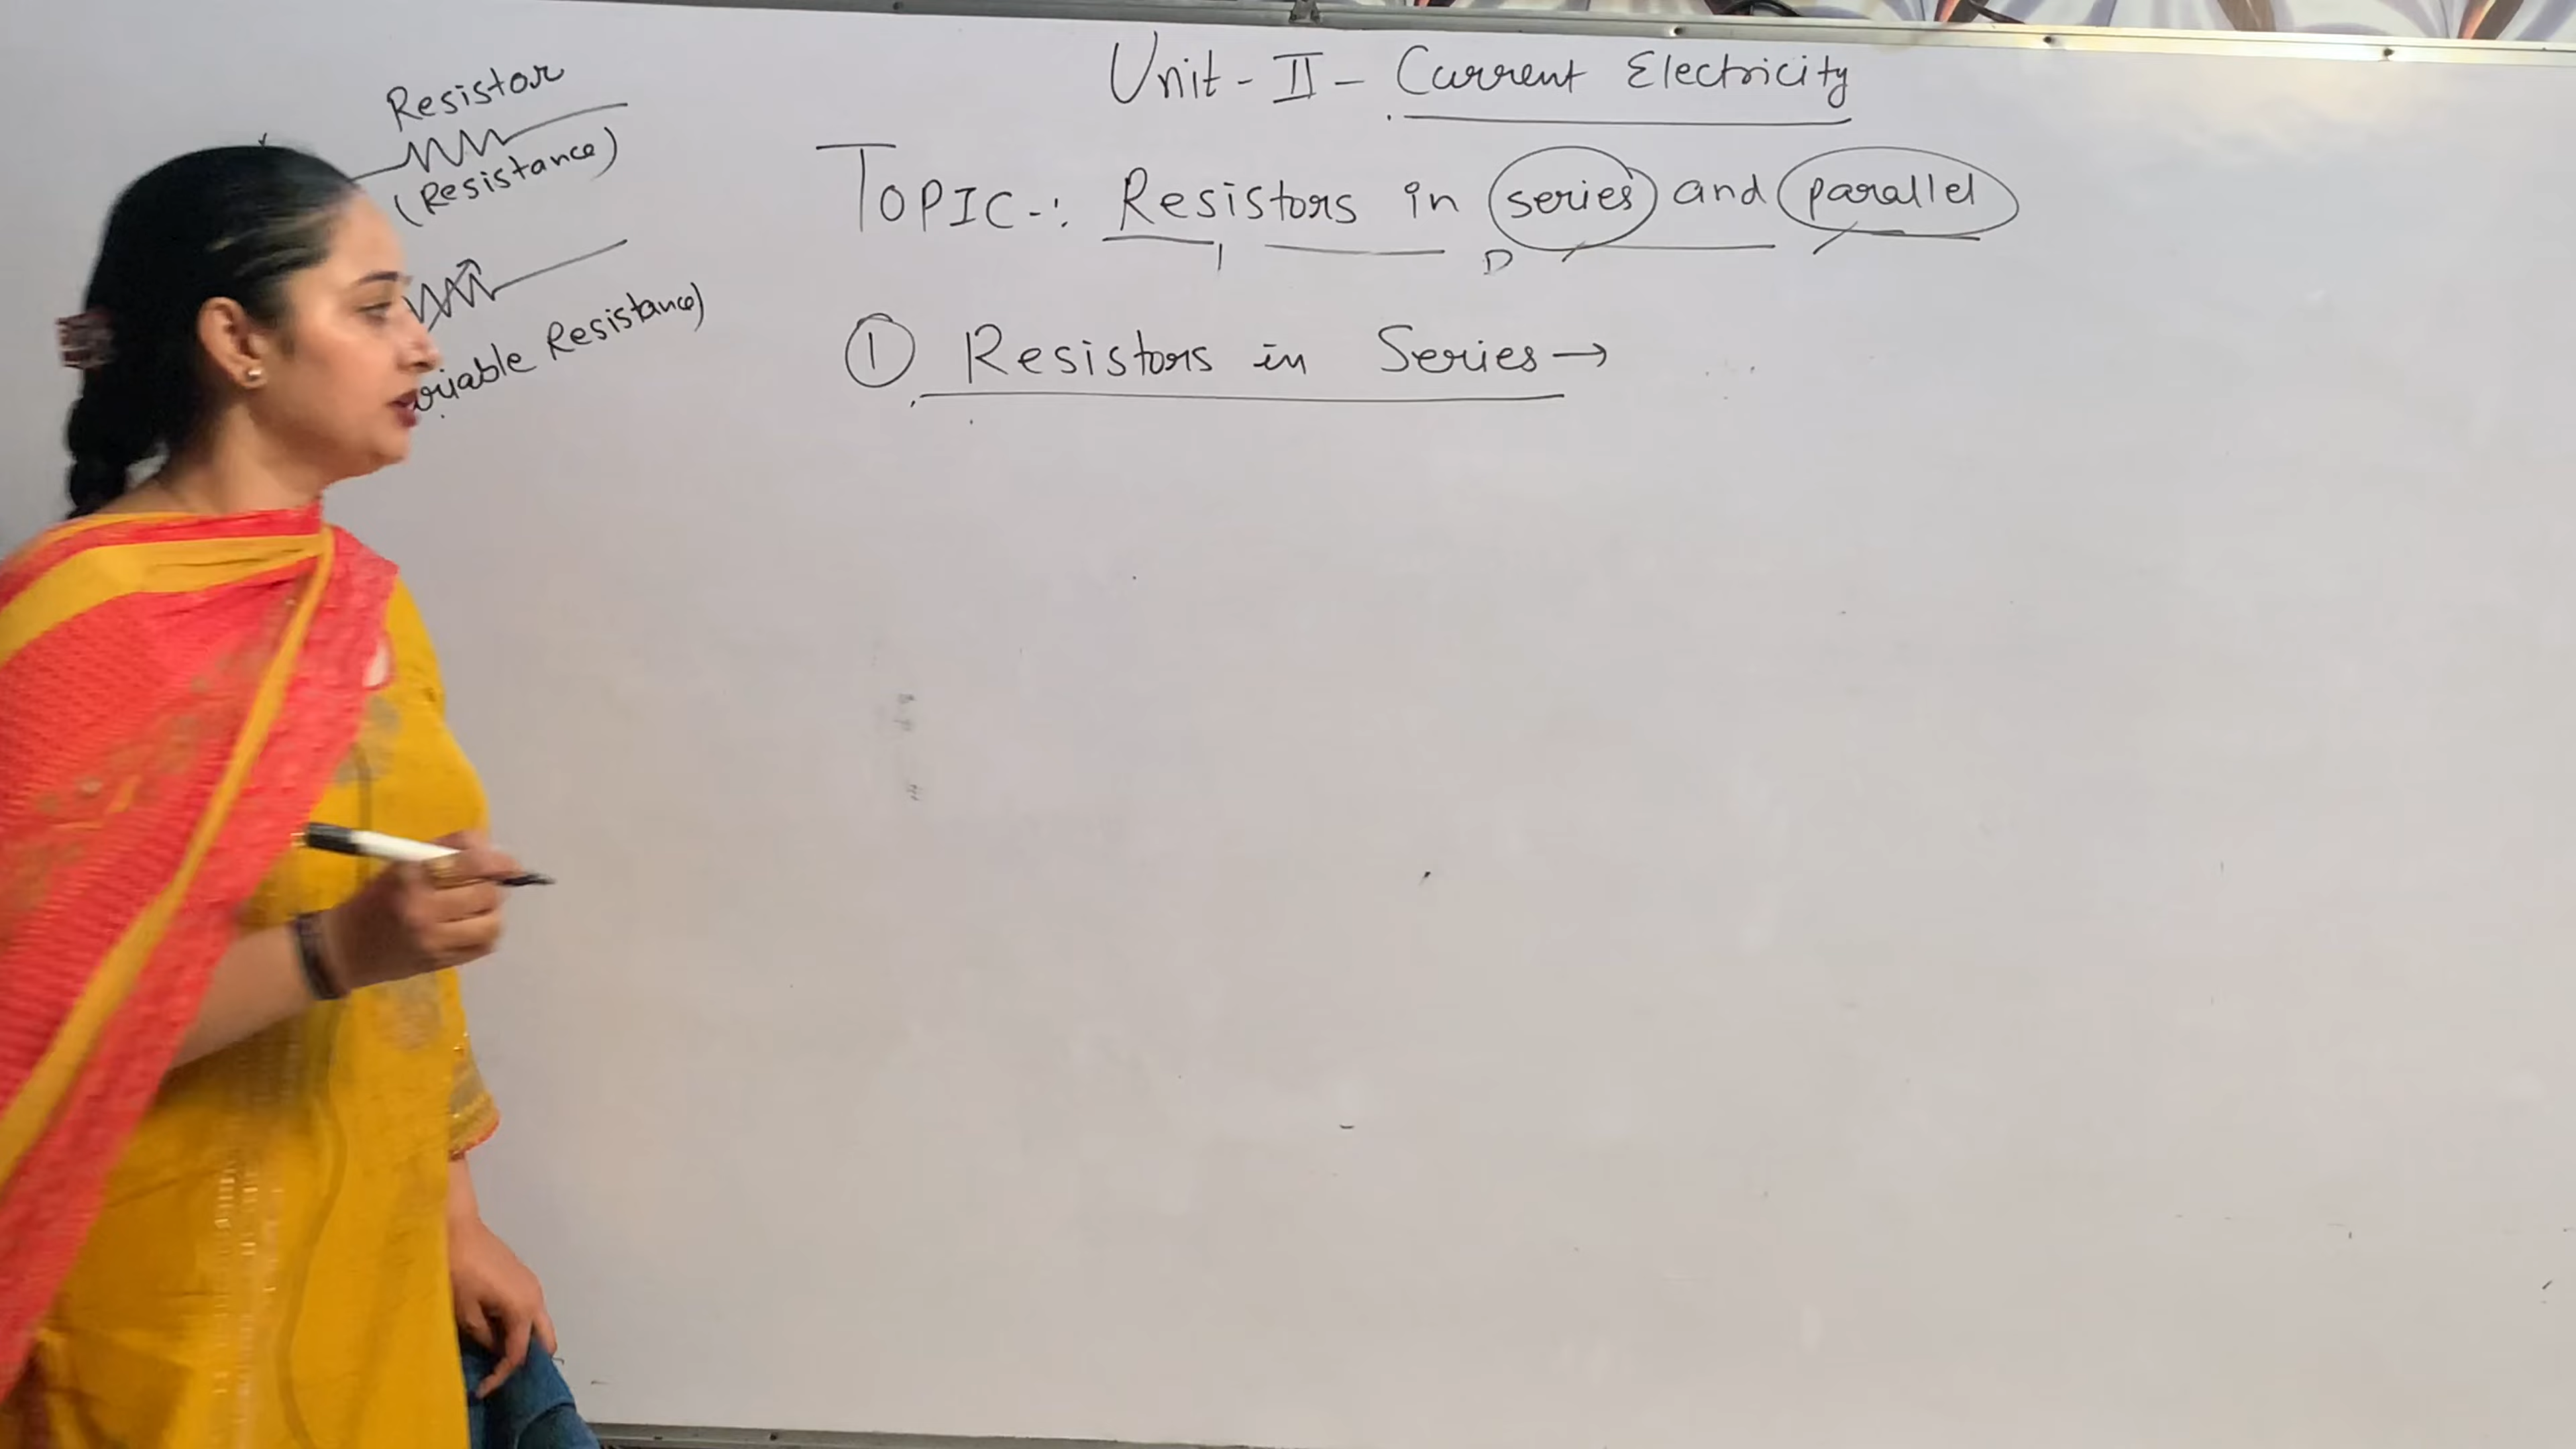 Unit - II - Current Electricity
TOPIC -: Resistors in series and parallel
① Resistors in Series →
Resistor
(Resistance)
Resistance)